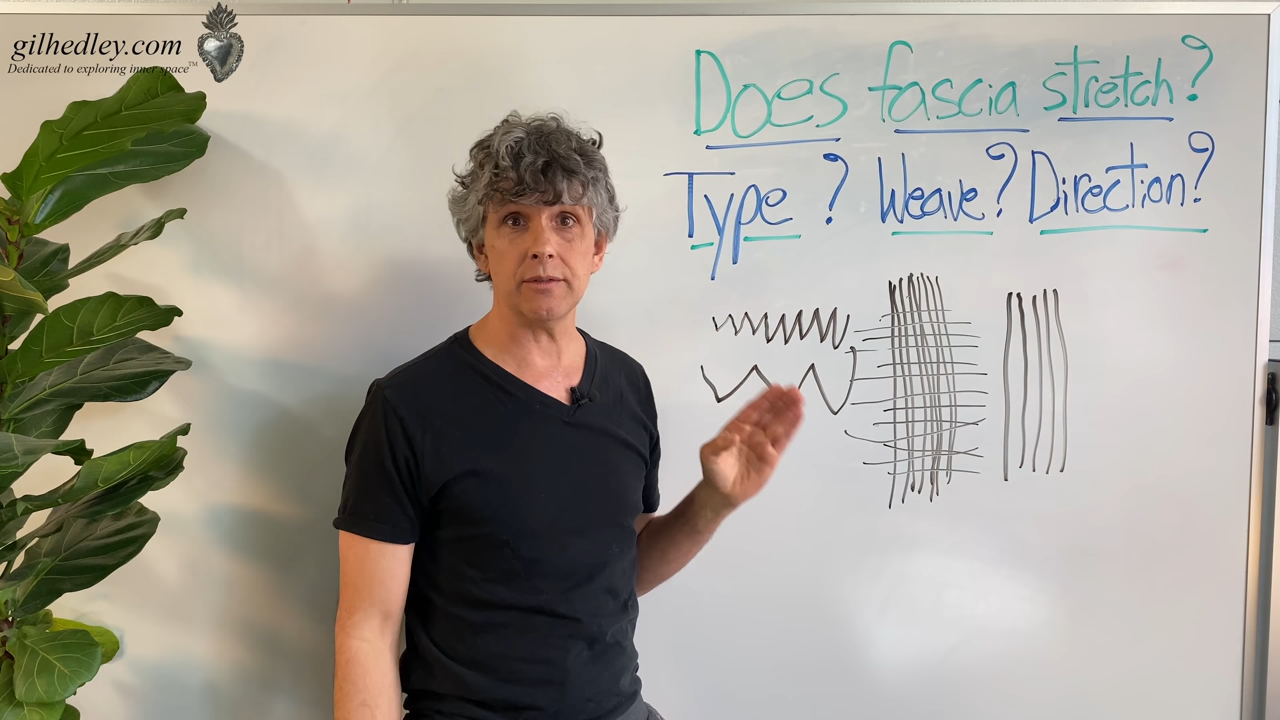 gilhedley.com
Dedicated to exploring inner space™
Does fascia stretch?
Type? Weave? Direction?